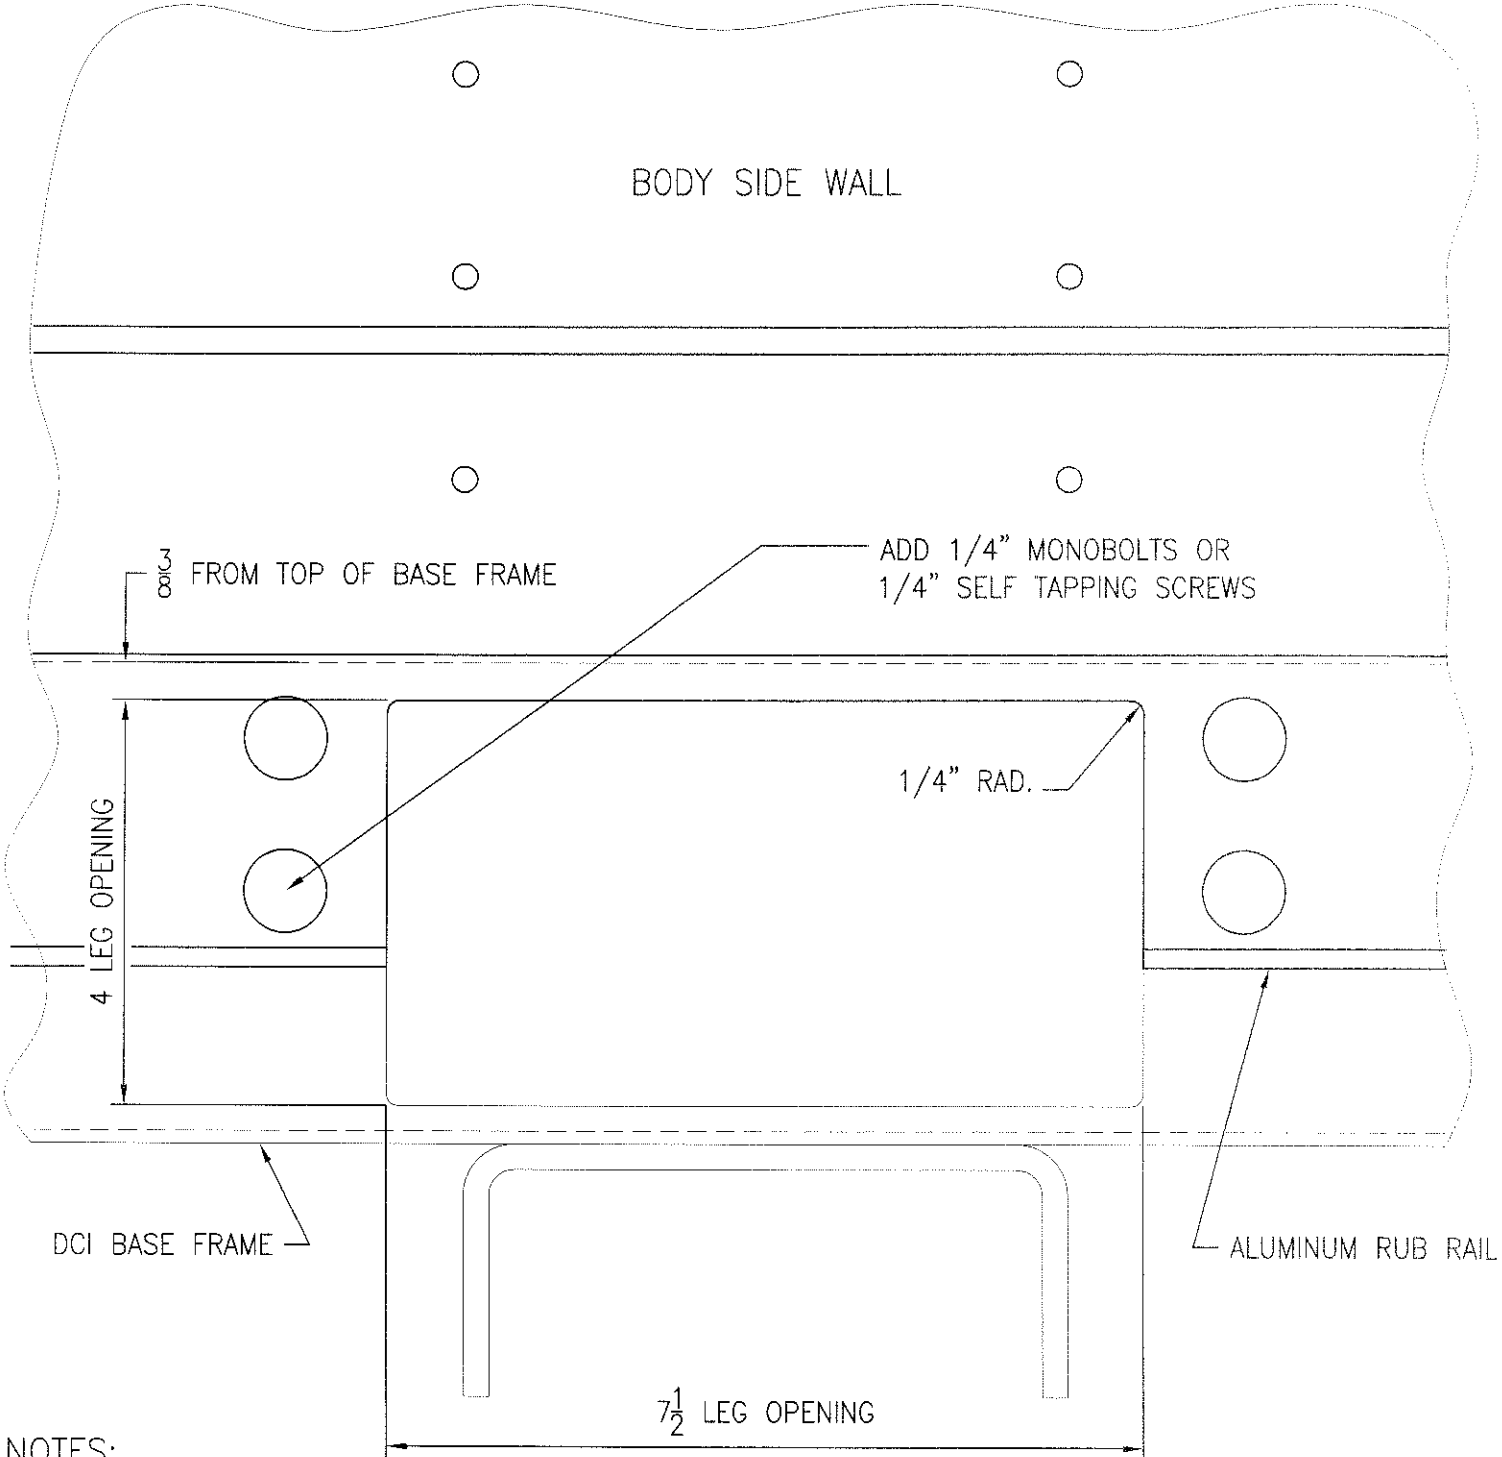 BODY SIDE WALL
3/8 FROM TOP OF BASE FRAME
ADD 1/4" MONOBOLTS OR
1/4" SELF TAPPING SCREWS
1/4" RAD.
4 LEG OPENING
DCI BASE FRAME
ALUMINUM RUB RAIL
7 1/2 LEG OPENING
NOTES: